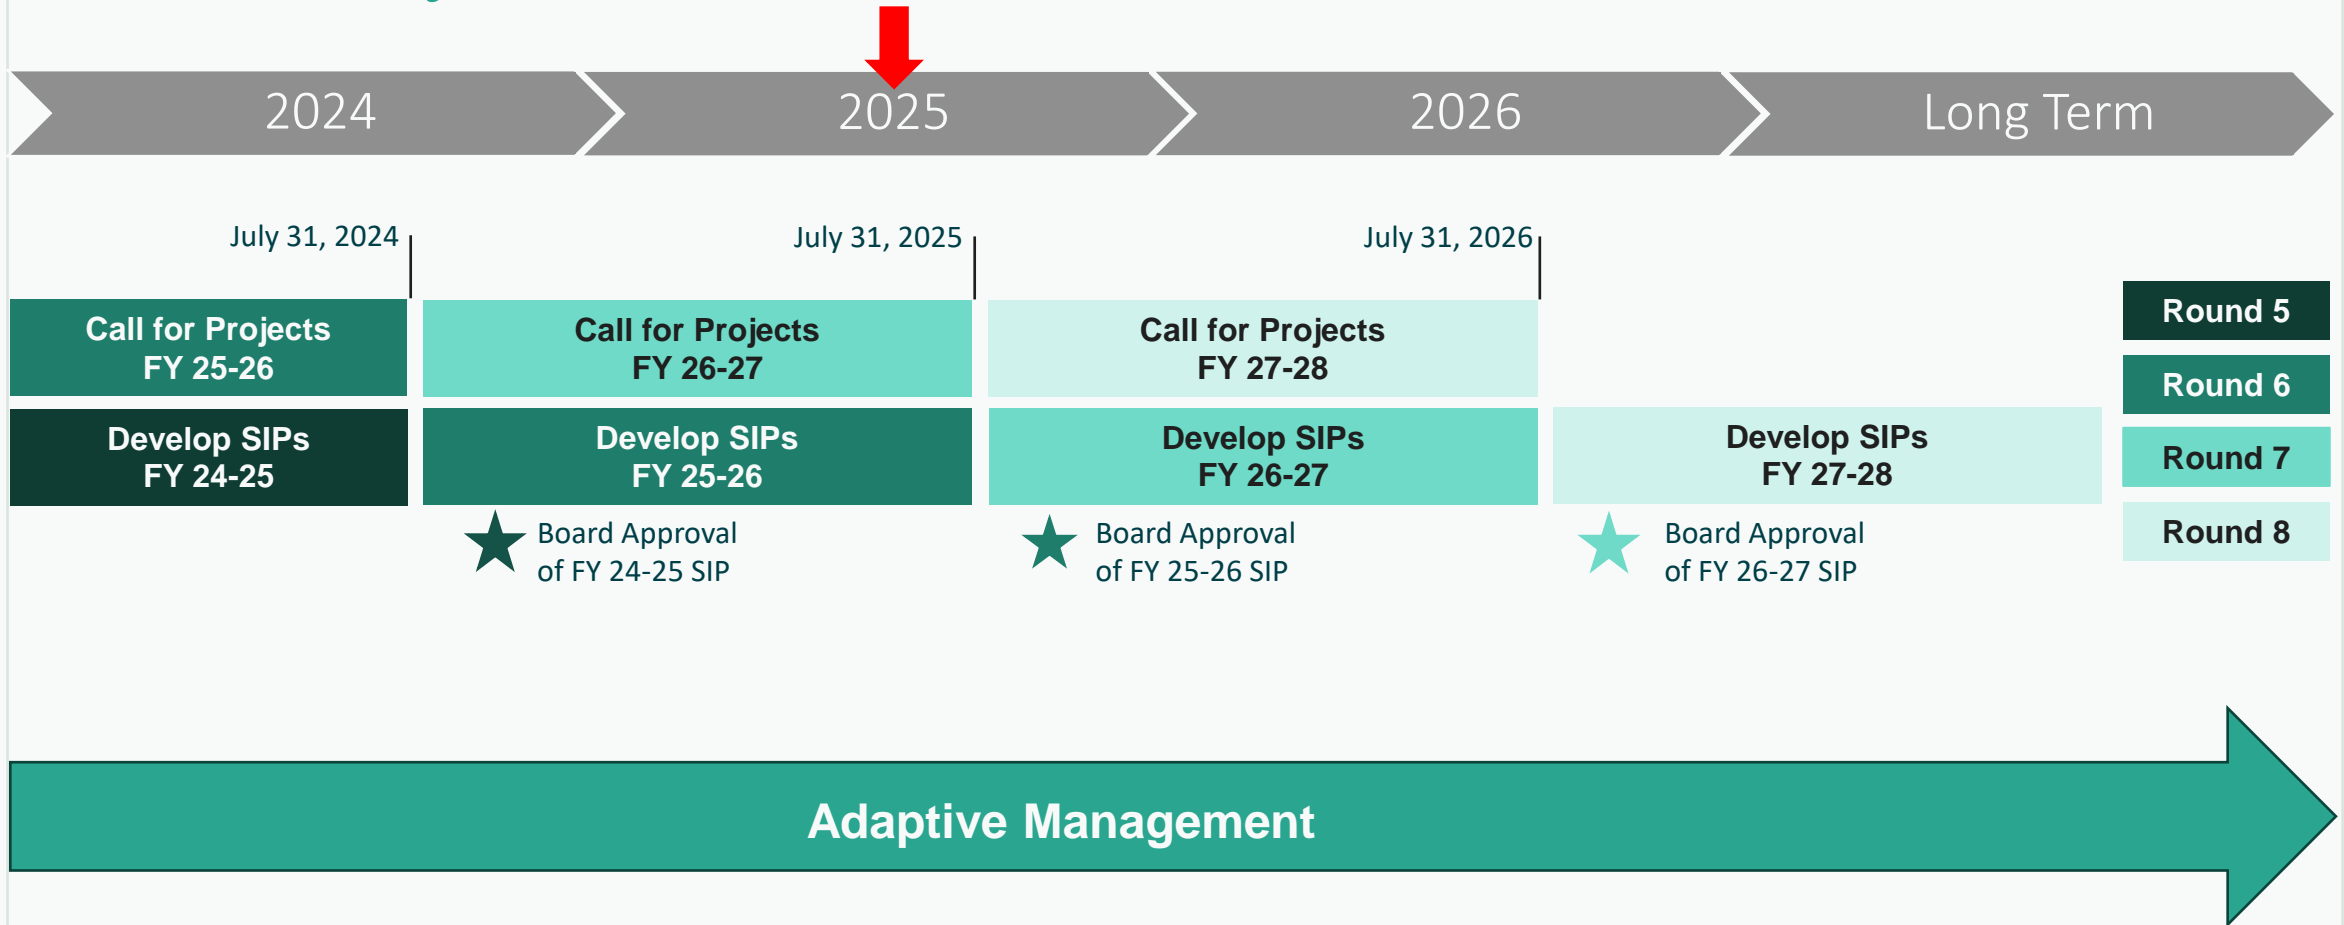 2024
2025
2026
Long Term
July 31, 2024
July 31, 2025
July 31, 2026
Call for Projects
FY 25-26
Call for Projects
FY 26-27
Call for Projects
FY 27-28
Develop SIPs
FY 24-25
Develop SIPs
FY 25-26
Develop SIPs
FY 26-27
Develop SIPs
FY 27-28
Round 5
Round 6
Round 7
Round 8
Board Approval
of FY 24-25 SIP
Board Approval
of FY 25-26 SIP
Board Approval
of FY 26-27 SIP
Adaptive Management